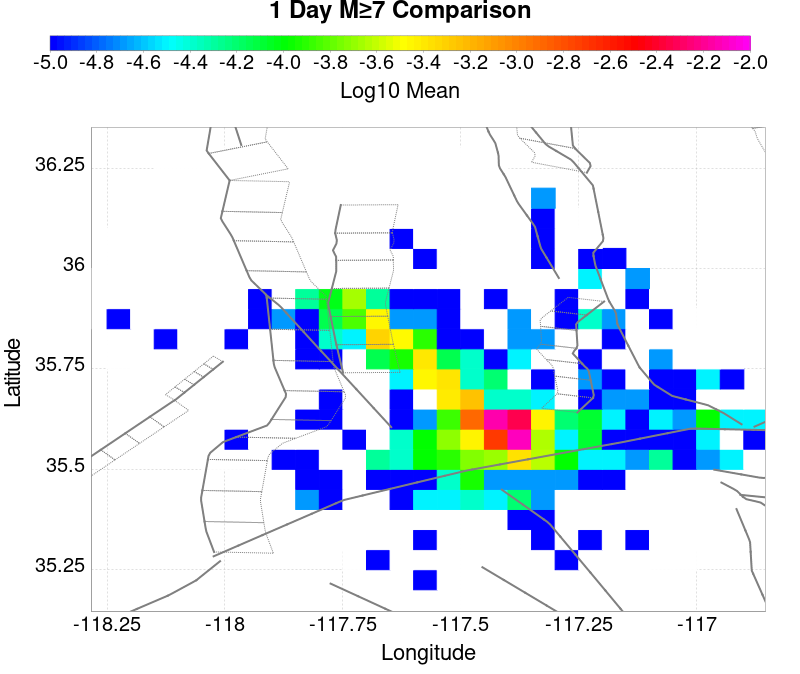 1 Day M≥7 Comparison
-5.0 -4.8 -4.6 -4.4 -4.2 -4.0 -3.8 -3.6 -3.4 -3.2 -3.0 -2.8 -2.6 -2.4 -2.2 -2.0
Log10 Mean
36.25
36
35.75
35.5
35.25
Latitude
-118.25 -118 -117.75 -117.5 -117.25 -117
Longitude